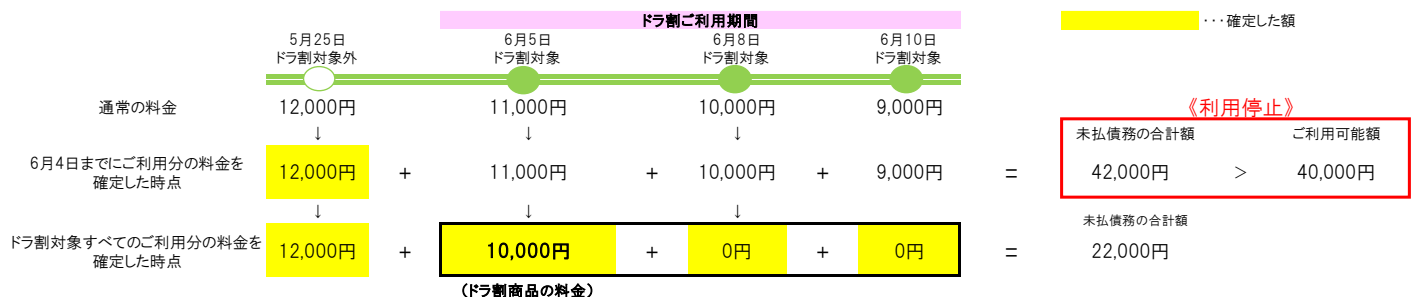 ドラ割ご利用期間
・・・確定した額
5月25日 6月5日 6月8日 6月10日
ドラ割対象外 ドラ割対象 ドラ割対象 ドラ割対象
通常の料金 12,000円 11,000円 10,000円 9,000円
《利用停止》
↓ ↓ ↓
未払債務の合計額 ご利用可能額
6月4日までにご利用分の料金を
確定した時点
12,000円 + 11,000円 + 10,000円 + 9,000円 = 42,000円 > 40,000円
↓ ↓ ↓
未払債務の合計額
ドラ割対象すべてのご利用分の料金を
確定した時点
12,000円 + 10,000円 + 0円 + 0円 = 22,000円
(ドラ割商品の料金)